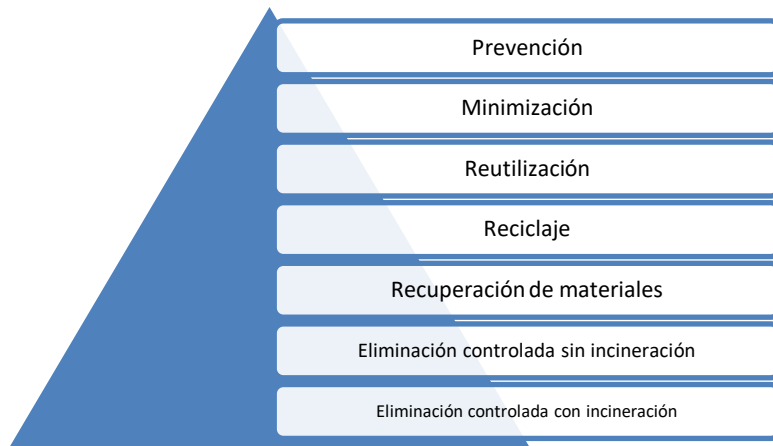 Prevención
Minimización
Reutilización
Reciclaje
Recuperación de materiales
Eliminación controlada sin incineración
Eliminación controlada con incineración